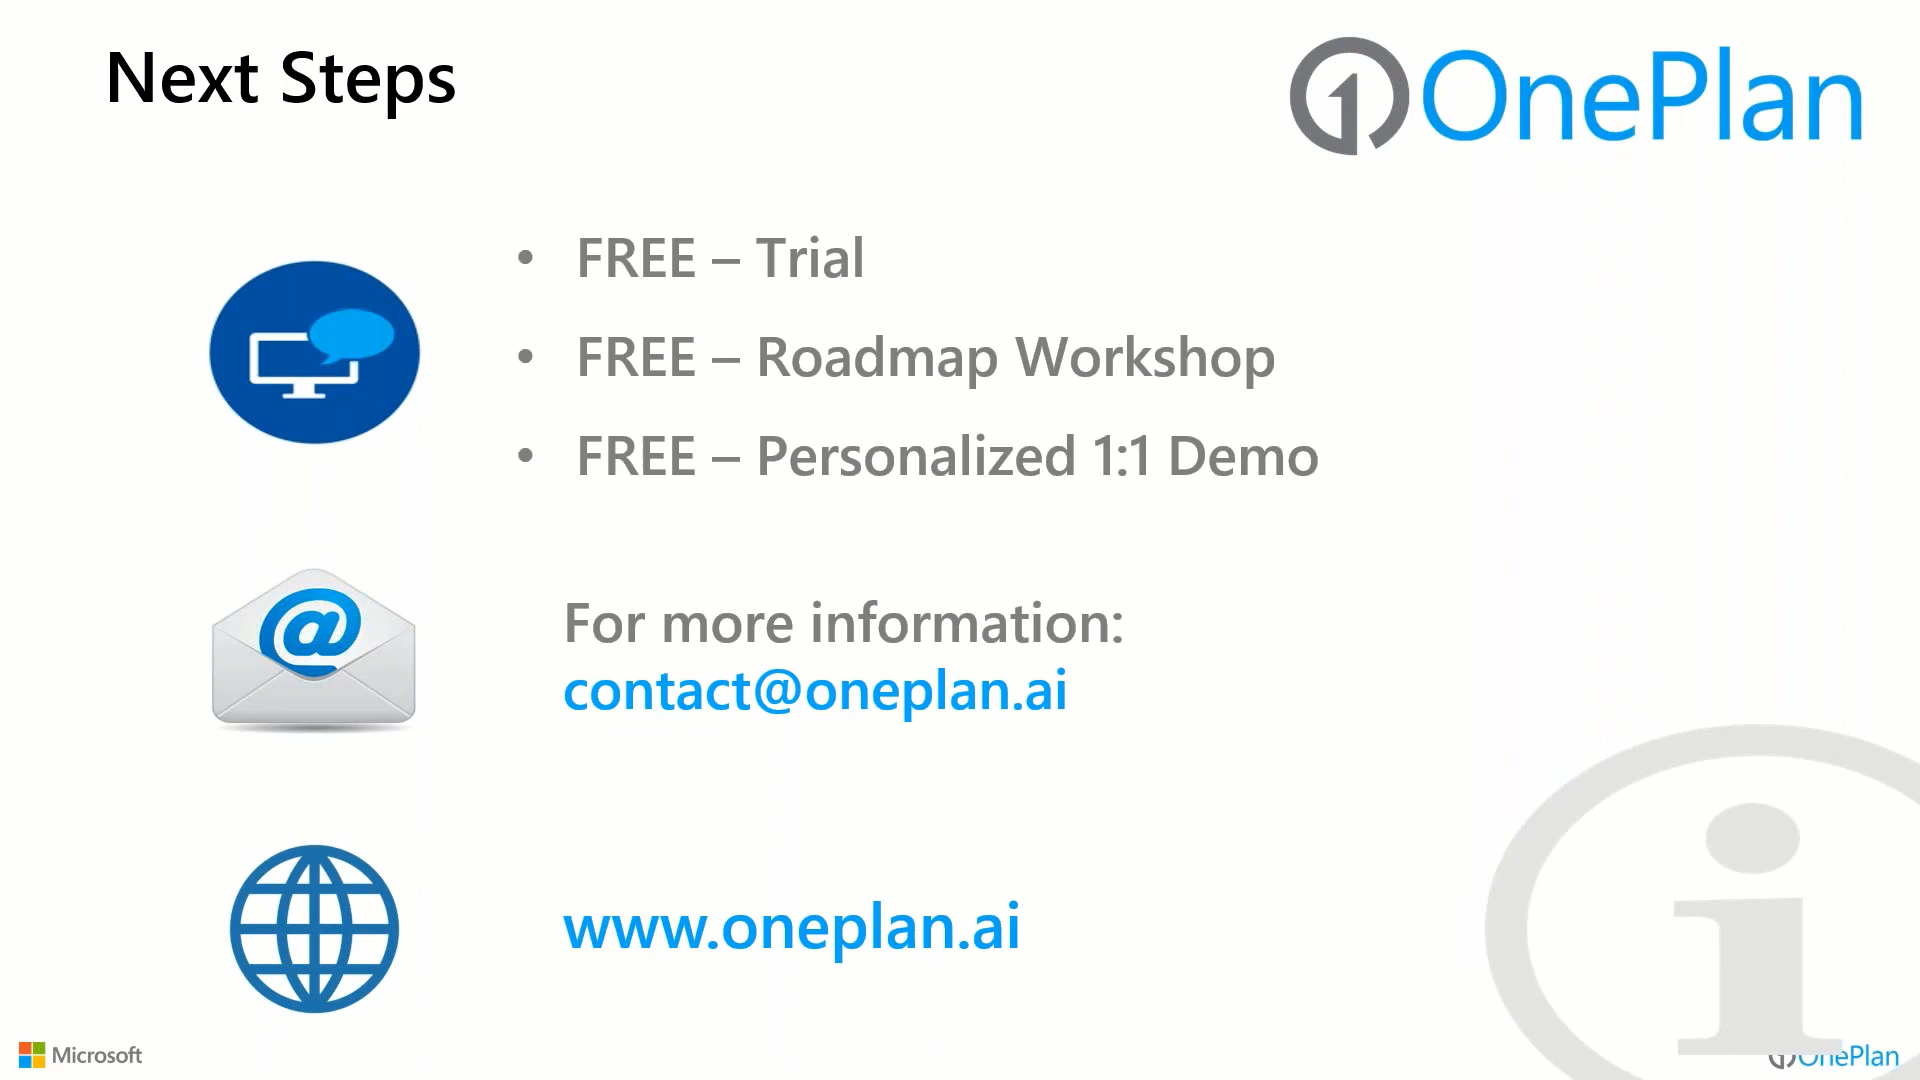 Next Steps
OnePlan
• FREE – Trial
• FREE – Roadmap Workshop
• FREE – Personalized 1:1 Demo
For more information:
contact@oneplan.ai
www.oneplan.ai
Microsoft
OnePlan